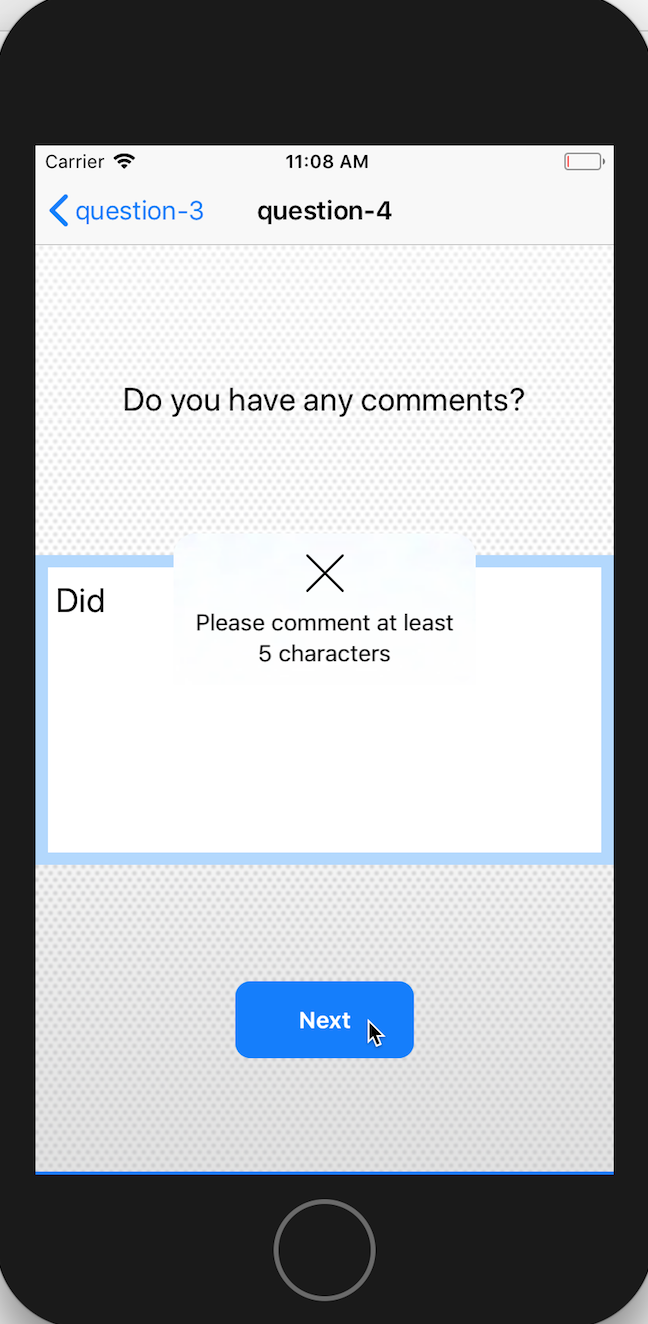 Carrier 11:08 AM
question-3 question-4
Do you have any comments?
Did
Please comment at least
5 characters
Next